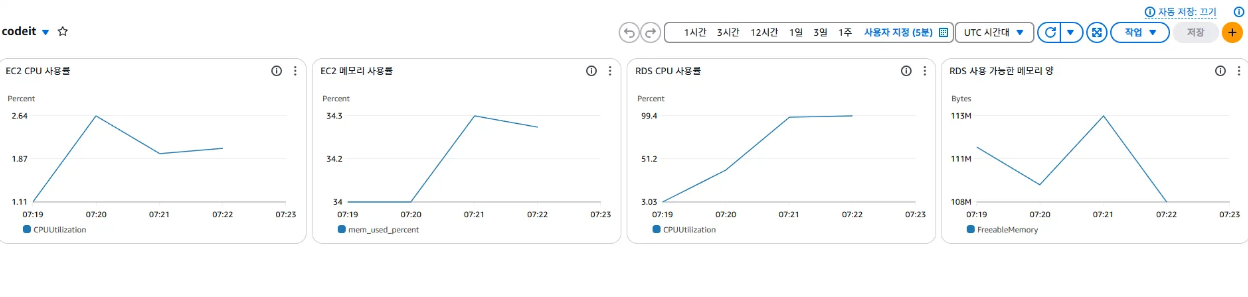 자동 저장: 끄기
codeit
1시간 3시간 12시간 1일 3일 1주 사용자 지정 (5분) UTC 시간대 작업 저장
EC2 CPU 사용률
Percent
2.64
1.87
1.11
07:19 07:20 07:21 07:22 07:23
CPUUtilization
EC2 메모리 사용률
Percent
34.3
34.2
34
07:19 07:20 07:21 07:22 07:23
mem_used_percent
RDS CPU 사용률
Percent
99.4
51.2
3.03
07:19 07:20 07:21 07:22 07:23
CPUUtilization
RDS 사용 가능한 메모리 양
Bytes
113M
111M
108M
07:19 07:20 07:21 07:22 07:23
FreeableMemory